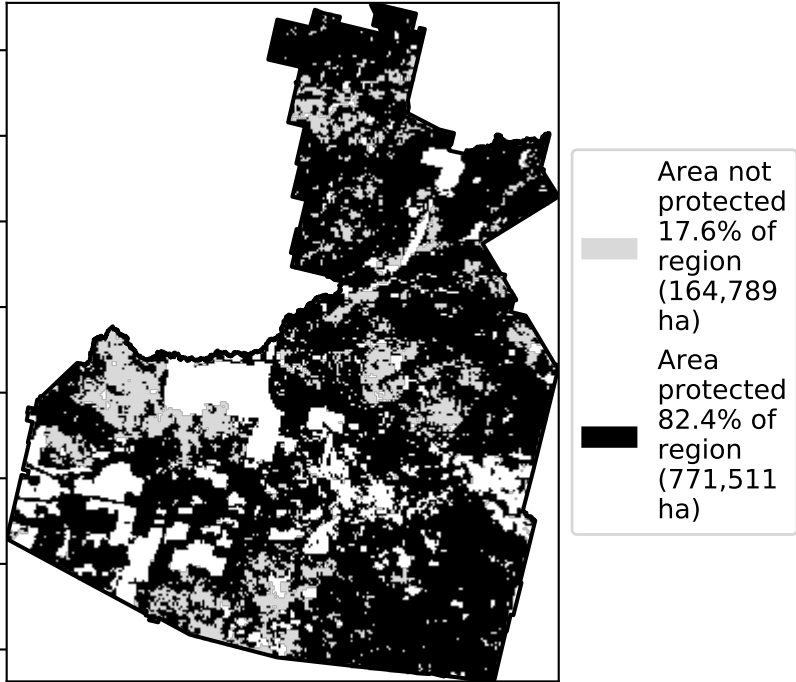 Area not
protected
17.6% of
region
(164,789
ha)
Area
protected
82.4% of
region
(771,511
ha)